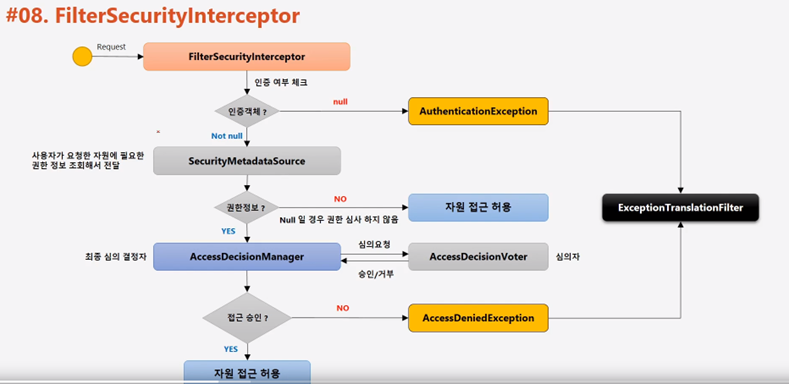 #08. FilterSecurityInterceptor
Request
FilterSecurityInterceptor
인증 여부 체크
인증객체 ?
null
AuthenticationException
Not null
사용자가 요청한 자원에 필요한
권한 정보 조회해서 전달
SecurityMetadataSource
권한정보 ?
NO
Null 일 경우 권한 심사 하지 않음
자원 접근 허용
ExceptionTranslationFilter
YES
최종 심의 결정자
AccessDecisionManager
심의요청
승인/거부
AccessDecisionVoter
심의자
접근 승인 ?
NO
AccessDeniedException
YES
자원 접근 허용